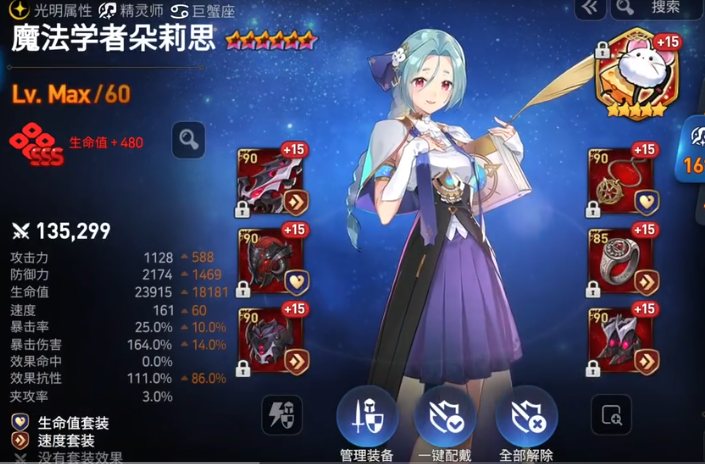 光明属性 精灵师 巨蟹座
搜索
魔法学者朵莉思
Lv. Max/60
SSS
生命值 + 480
135,299
攻击力 1128 588
防御力 2174 1469
生命值 23915 18181
速度 161 60
暴击率 25.0% 10.0%
暴击伤害 164.0% 14.0%
效果命中 0.0%
效果抗性 111.0% 86.0%
夹攻率 3.0%
生命值套装
速度套装
没有套装效果
90 +15
90 +15
90 +15
+15
90 +15
85 +15
90 +15
16
管理装备 一键配戴 全部解除